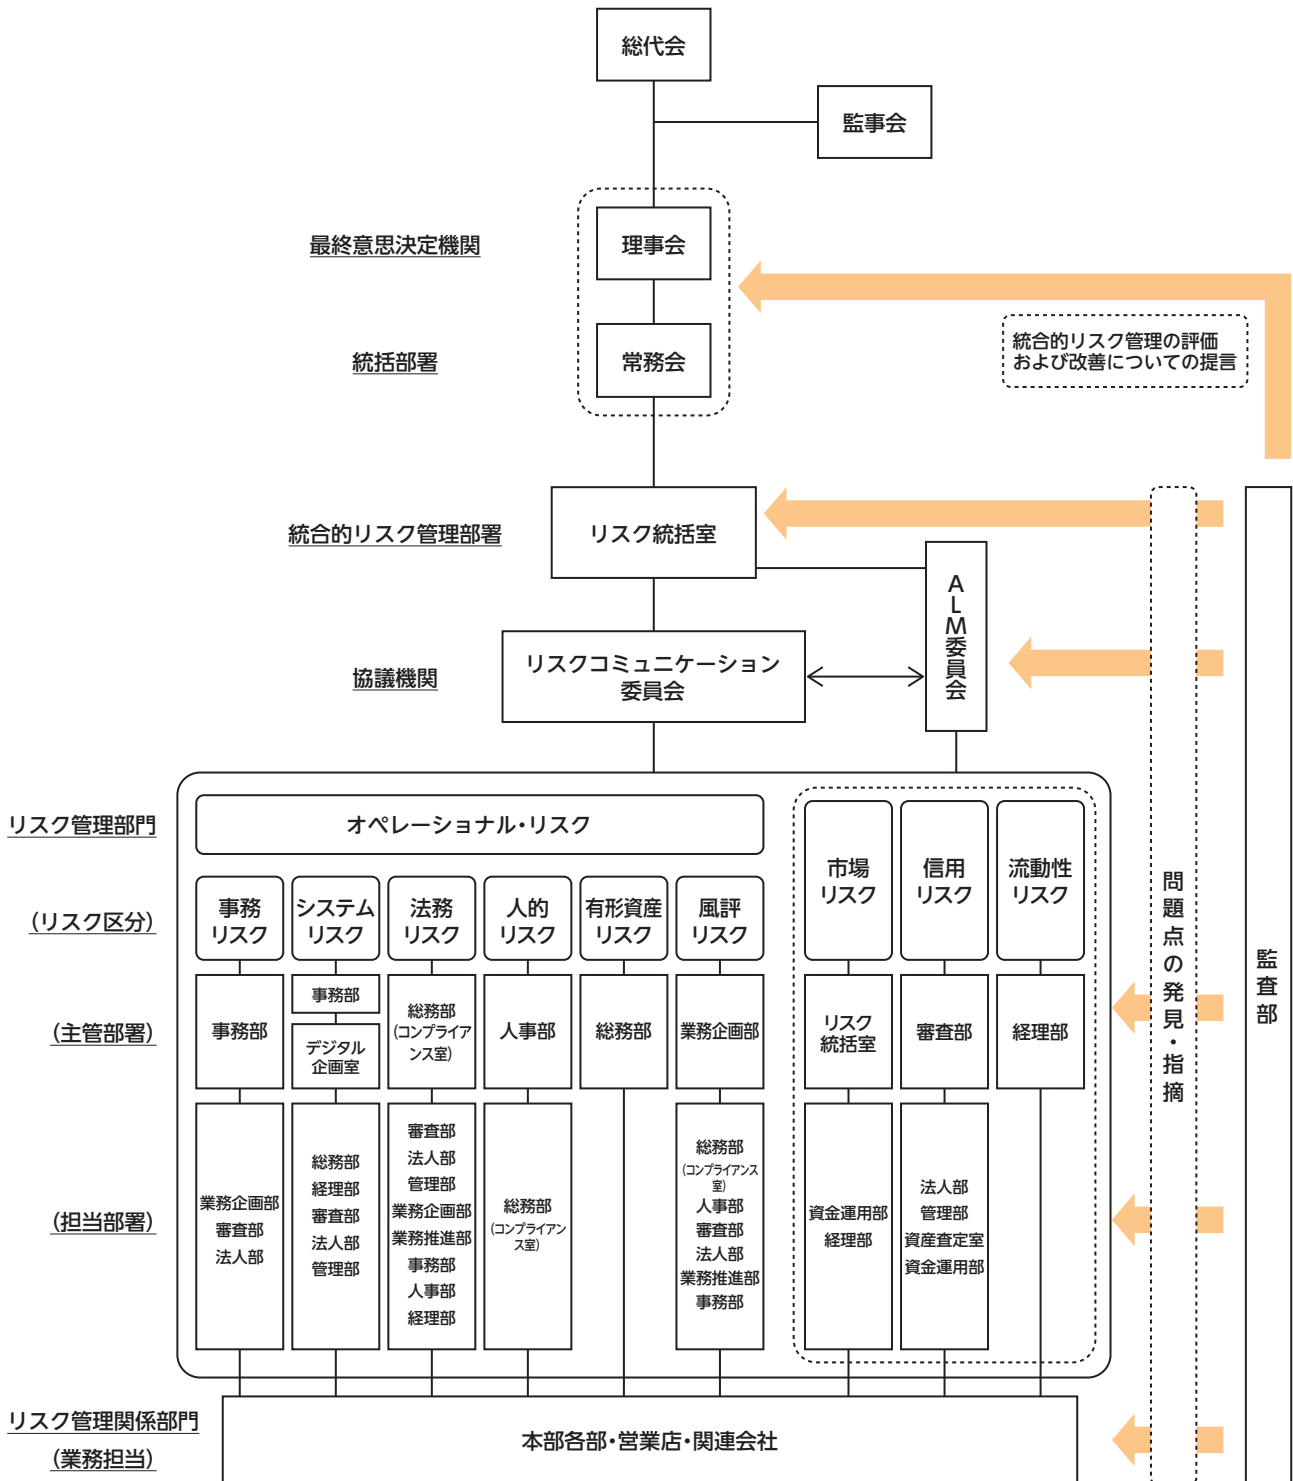 総代会
監事会
最終意思決定機関
理事会
統括部署
常務会
統合的リスク管理の評価
および改善についての提言
統合的リスク管理部署
リスク統括室
ALM委員会
協議機関
リスクコミュニケーション
委員会
問題点の発見・指摘
監査部
リスク管理部門
オペレーショナル・リスク
市場
リスク
信用
リスク
流動性
リスク
(リスク区分)
事務
リスク
システム
リスク
法務
リスク
人的
リスク
有形資産
リスク
風評
リスク
(主管部署)
事務部
事務部
デジタル
企画室
総務部
(コンプライア
ンス室)
人事部
総務部
業務企画部
リスク
統括室
審査部
経理部
(担当部署)
業務企画部
審査部
法人部
総務部
経理部
審査部
法人部
管理部
審査部
法人部
管理部
業務企画部
業務推進部
事務部
人事部
経理部
総務部
(コンプライアン
ス室)
総務部
(コンプライアンス
室)
人事部
審査部
法人部
業務推進部
事務部
資金運用部
経理部
法人部
管理部
資産査定室
資金運用部
リスク管理関係部門
(業務担当)
本部各部・営業店・関連会社